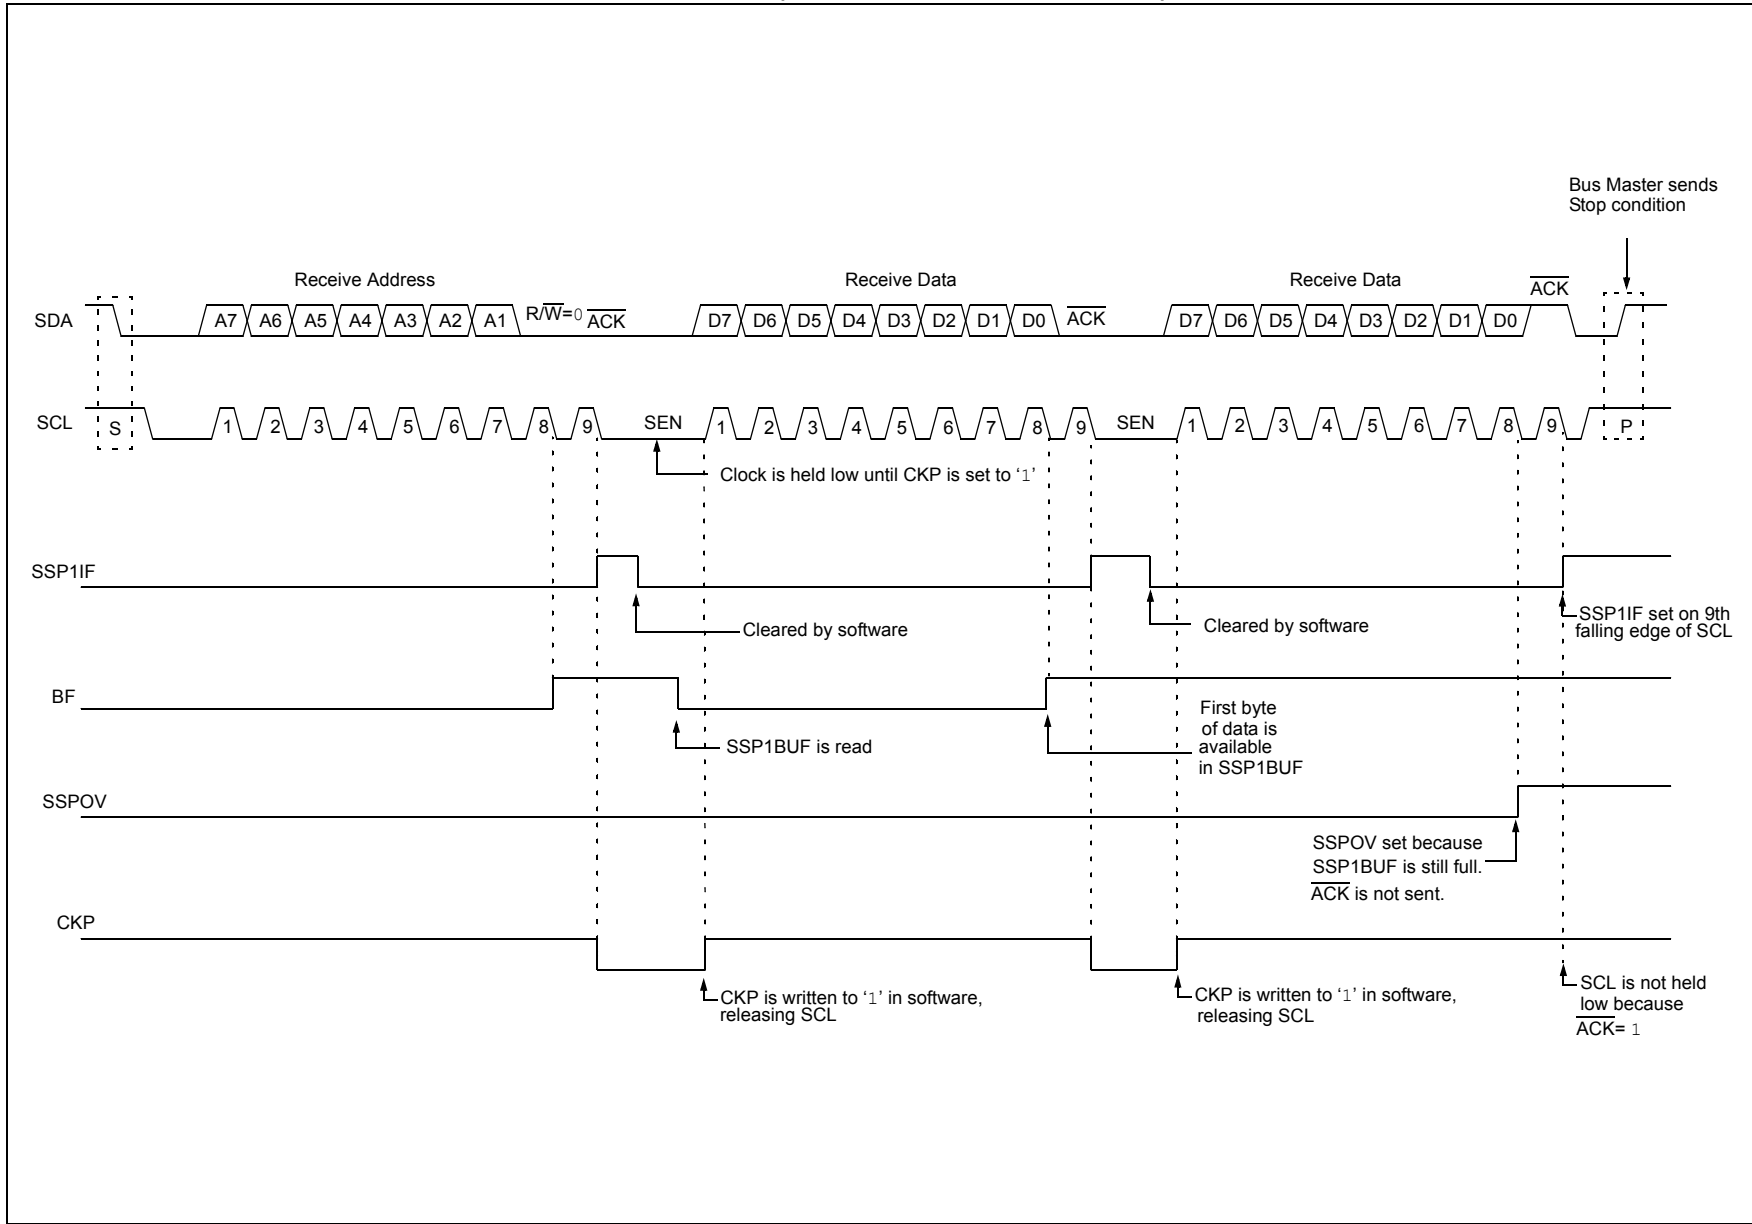 Bus Master sends
Stop condition
Receive Address
Receive Data
Receive Data
ACK
SDA
A7 A6 A5 A4 A3 A2 A1 R/W=0 ACK
D7 D6 D5 D4 D3 D2 D1 D0 ACK
D7 D6 D5 D4 D3 D2 D1 D0
SCL
S 1 2 3 4 5 6 7 8 9 SEN 1 2 3 4 5 6 7 8 9 SEN 1 2 3 4 5 6 7 8 9 P
Clock is held low until CKP is set to ‘1’
SSP1IF
Cleared by software
Cleared by software
SSP1IF set on 9th
falling edge of SCL
BF
SSP1BUF is read
First byte
of data is
available
in SSP1BUF
SSPOV
SSPOV set because
SSP1BUF is still full.
ACK is not sent.
CKP
CKP is written to ‘1’ in software,
releasing SCL
CKP is written to ‘1’ in software,
releasing SCL
SCL is not held
low because
ACK= 1